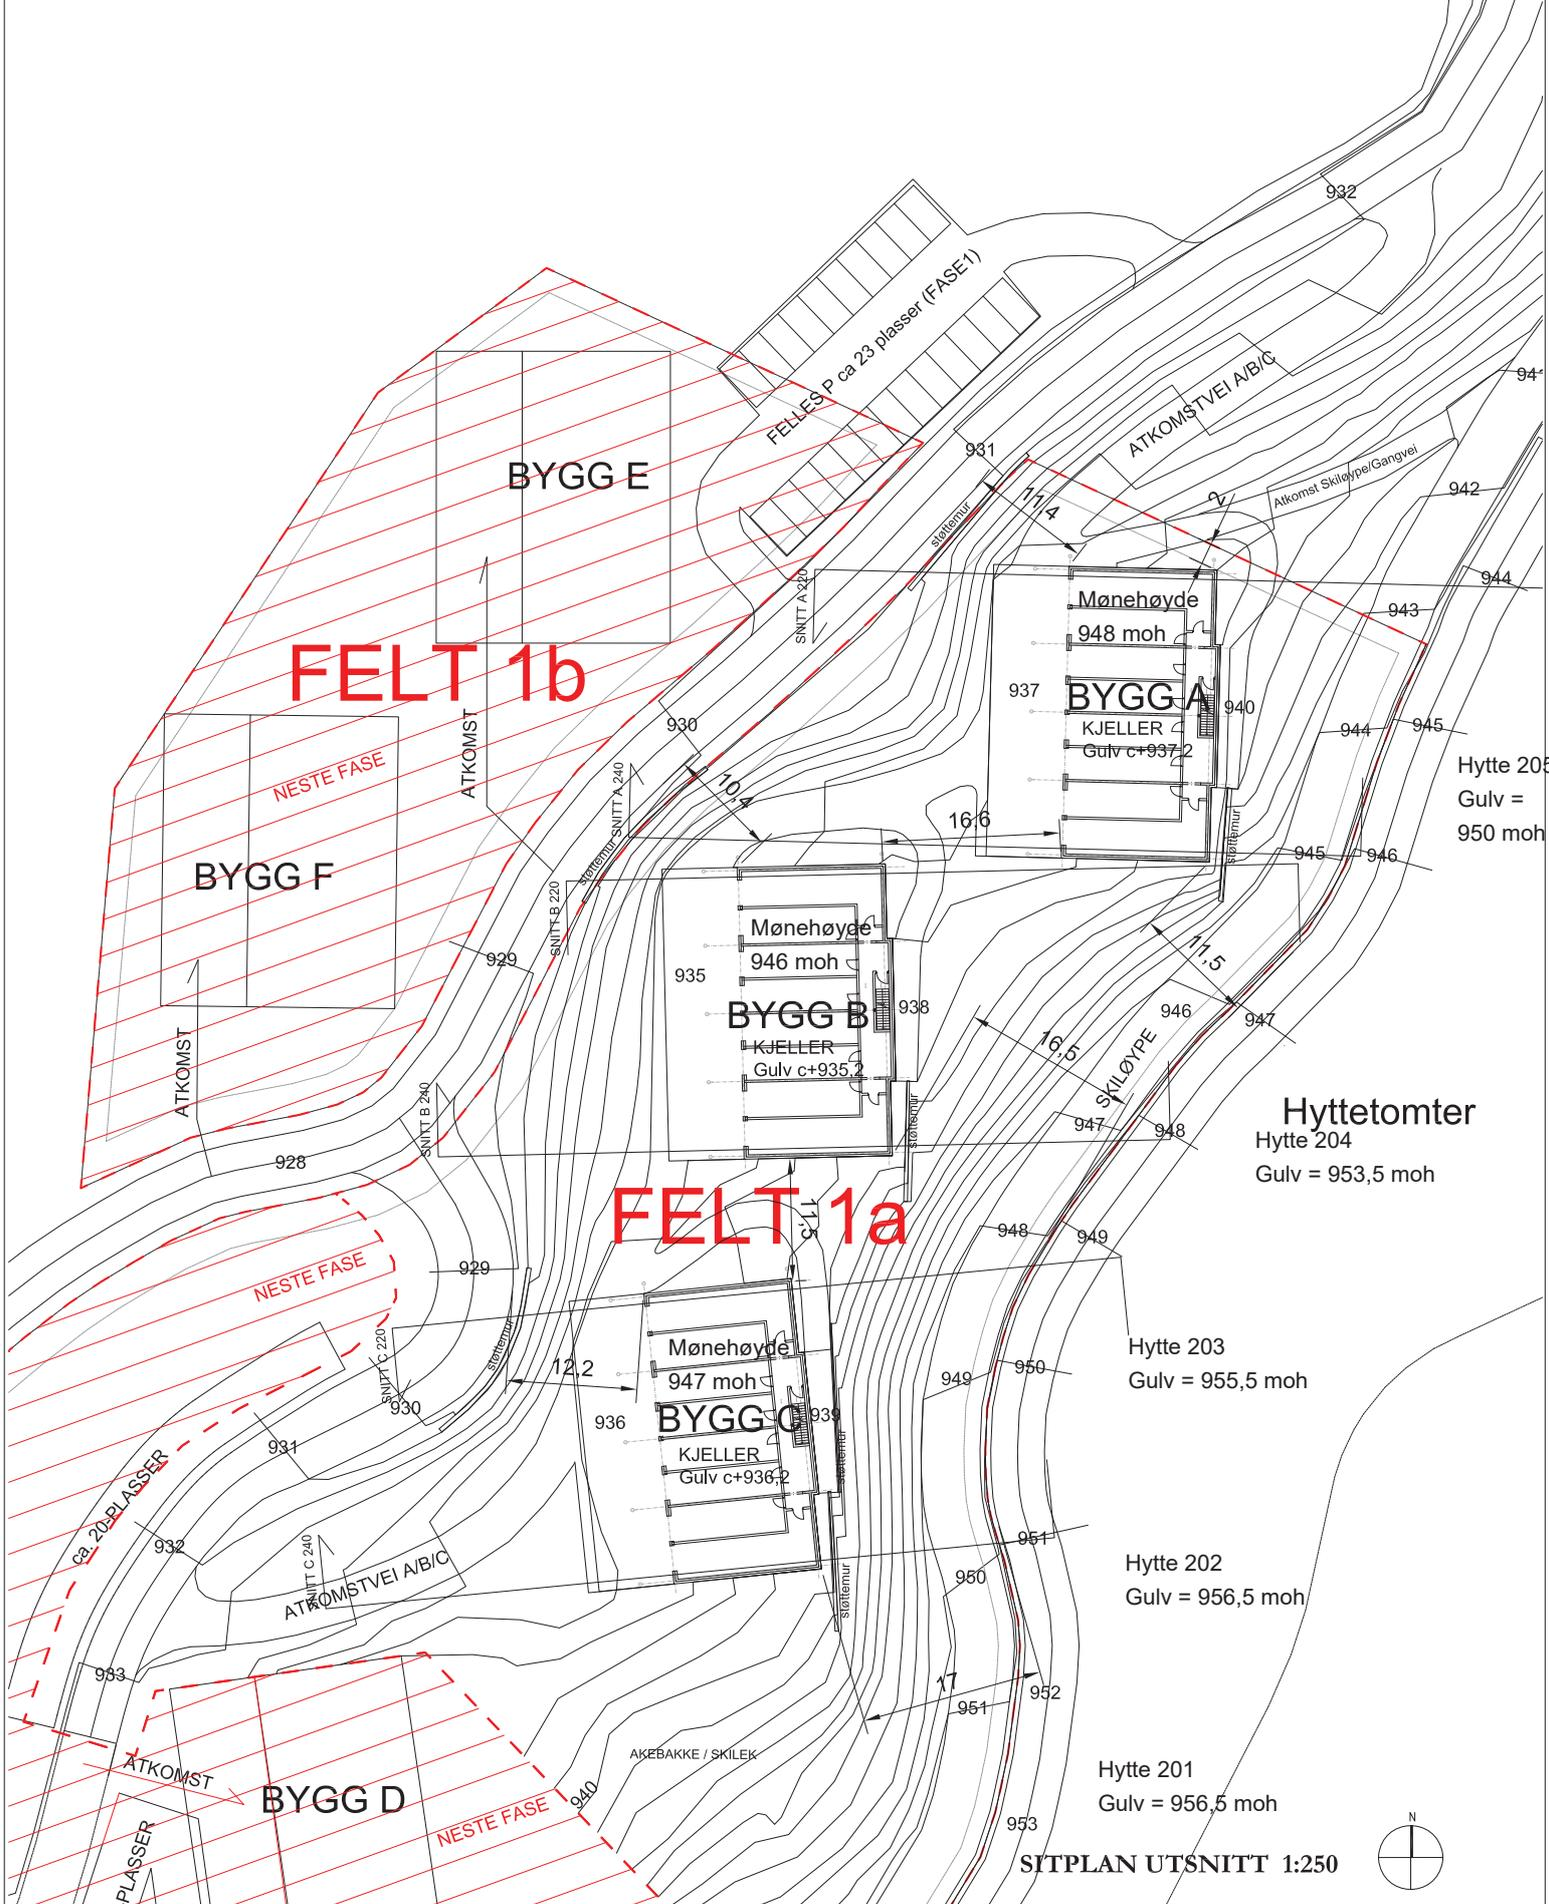 932
FELLES P ca 23 plasser (FASE1)
ATKOMSTVEI A/B/C
931
Atkomst Skiløype/Gangvei
942
BYGG E
støttemur
11,4
2
944
943
SNITT A 220
Mønehøyde
948 moh
937
BYGG A
940
KJELLER
Gulv c+937,2
944
945
FELT 1b
ATKOMST
930
NESTE FASE
SNITT A 240
10,4
16,6
støttemur
Hytte 205
Gulv =
950 moh
945
946
BYGG F
støttemur
SNITT B 220
929
Mønehøyde
946 moh
935
BYGG B
938
KJELLER
Gulv c+935,2
11,5
946
947
16,5
SKILØYPE
ATKOMST
SNITT B 240
støttemur
947
948
Hyttetomter
Hytte 204
Gulv = 953,5 moh
928
FELT 1a
11,5
948
949
NESTE FASE
929
støttemur
SNITT C 220
12,2
Mønehøyde
947 moh
936
BYGG C
939
KJELLER
Gulv c+936,2
støttemur
949
950
Hytte 203
Gulv = 955,5 moh
930
931
ca. 20-PLASSER
932
SNITT C 240
ATKOMSTVEI A/B/C
støttemur
951
950
Hytte 202
Gulv = 956,5 moh
933
17
952
951
ATKOMST
AKEBAKKE / SKILEK
BYGG D
940
NESTE FASE
PLASSER
Hytte 201
Gulv = 956,5 moh
953
N
SITPLAN UTSNITT 1:250